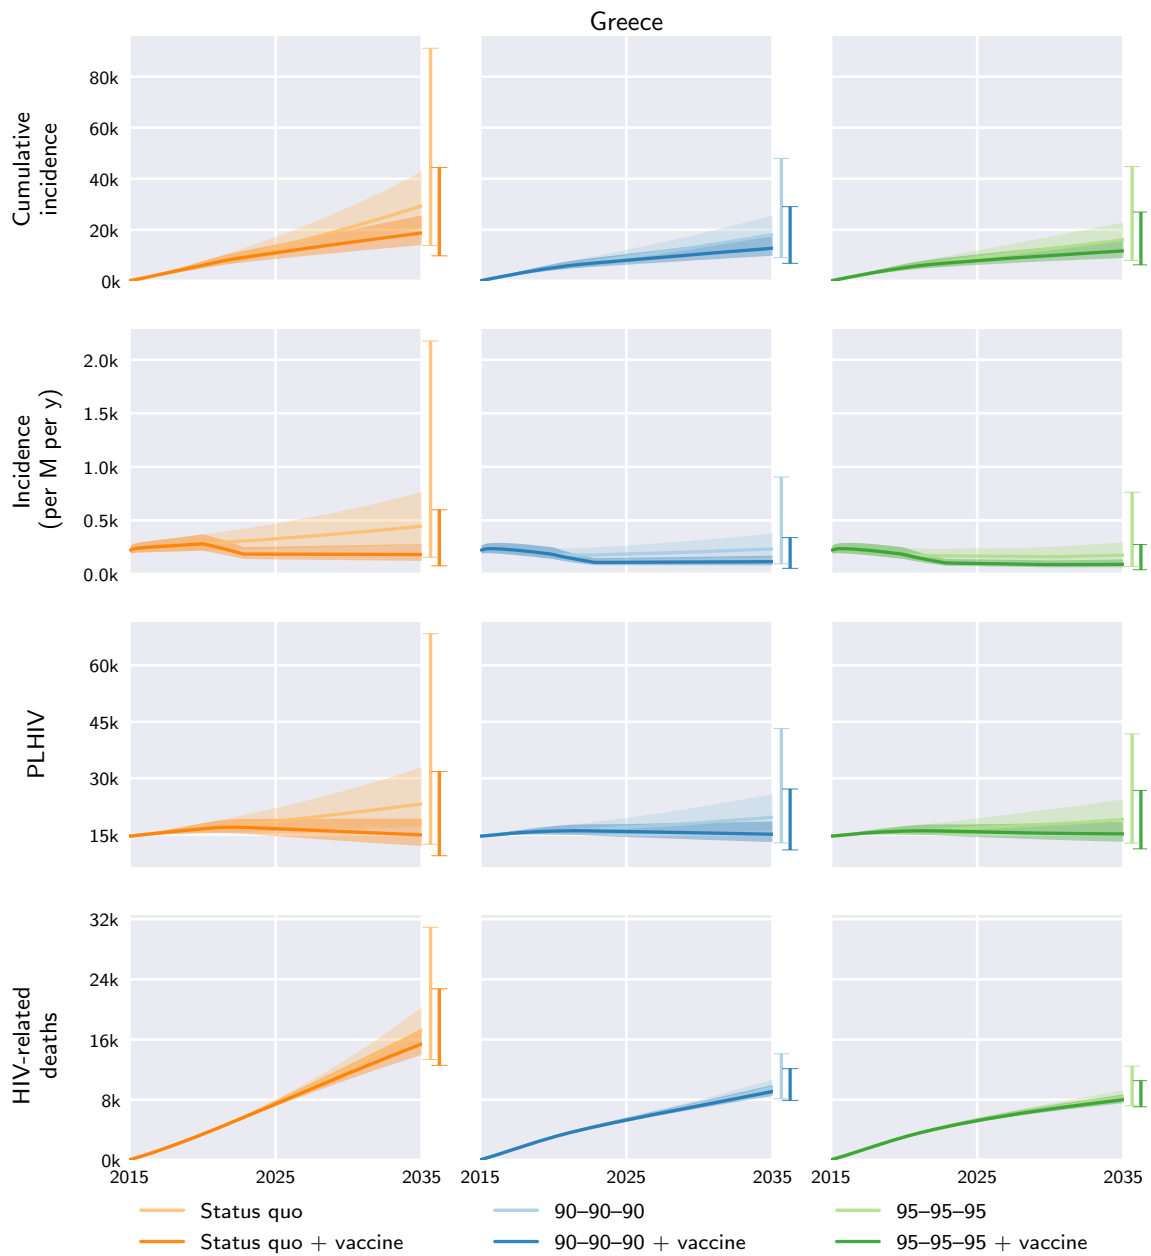 Greece
Cumulative
incidence
80k
60k
40k
20k
0k
Incidence
(per M per y)
2.0k
1.5k
1.0k
0.5k
0.0k
PLHIV
60k
45k
30k
15k
HIV-related
deaths
32k
24k
16k
8k
0k
2015 2025 2035 2015 2025 2035 2015 2025 2035
Status quo 90–90–90 95–95–95
Status quo + vaccine 90–90–90 + vaccine 95–95–95 + vaccine